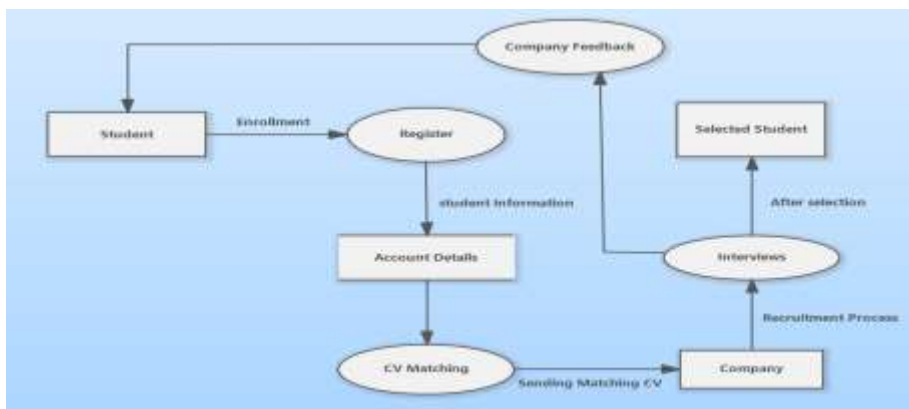 Company Feedback
Student
Enrollment
Register
Selected Student
student Information
After selection
Account Details
Interviews
Recruitment Process
CV Matching
Sending Matching CV
Company